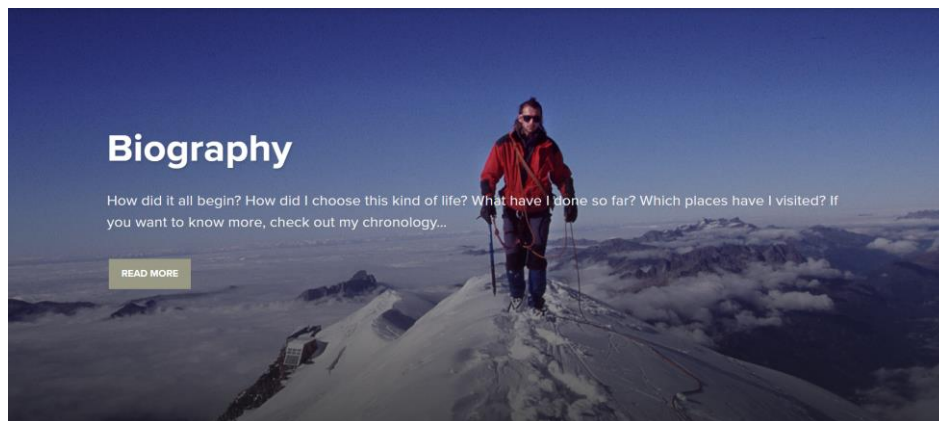 Biography
How did it all begin? How did I choose this kind of life? What have I done so far? Which places have I visited? If
you want to know more, check out my chronology...
READ MORE